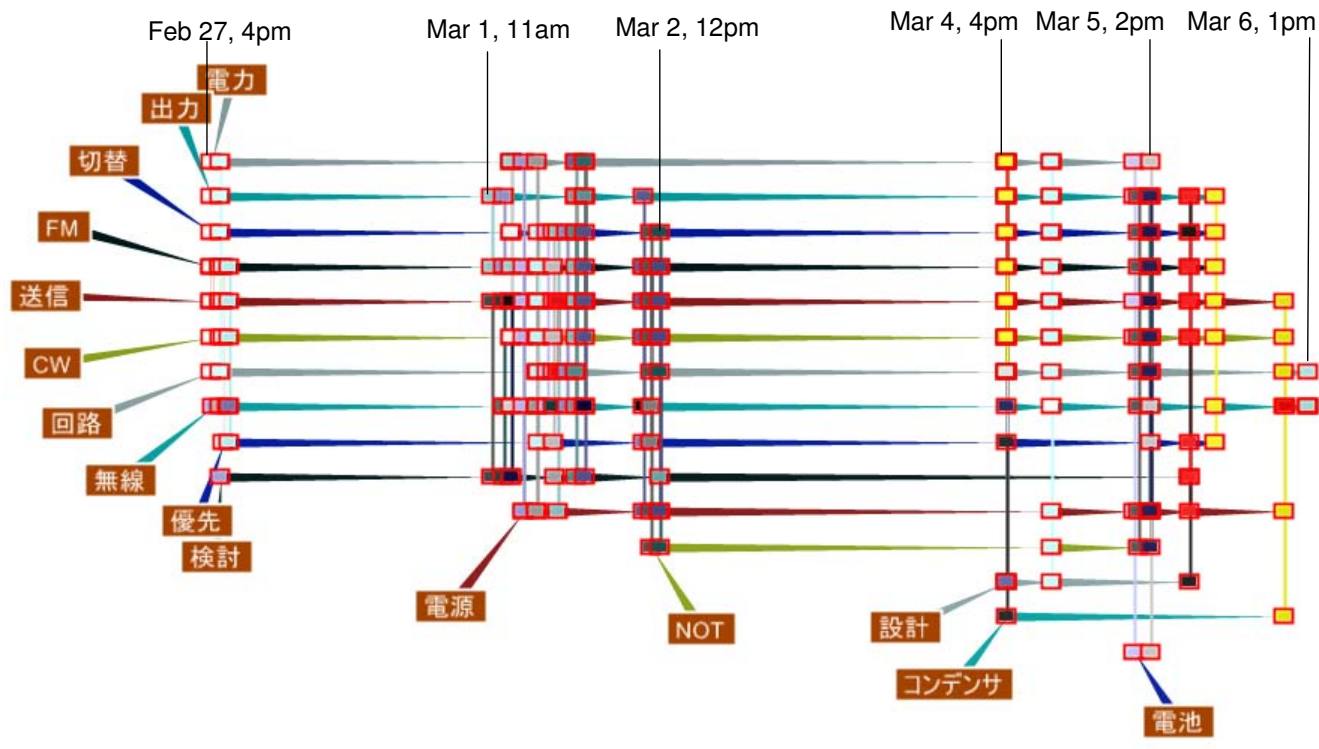 Feb 27, 4pm
Mar 1, 11am
Mar 2, 12pm
Mar 4, 4pm
Mar 5, 2pm
Mar 6, 1pm
電力
出力
切替
FM
送信
CW
回路
無線
優先
検討
電源
NOT
設計
コンデンサ
電池